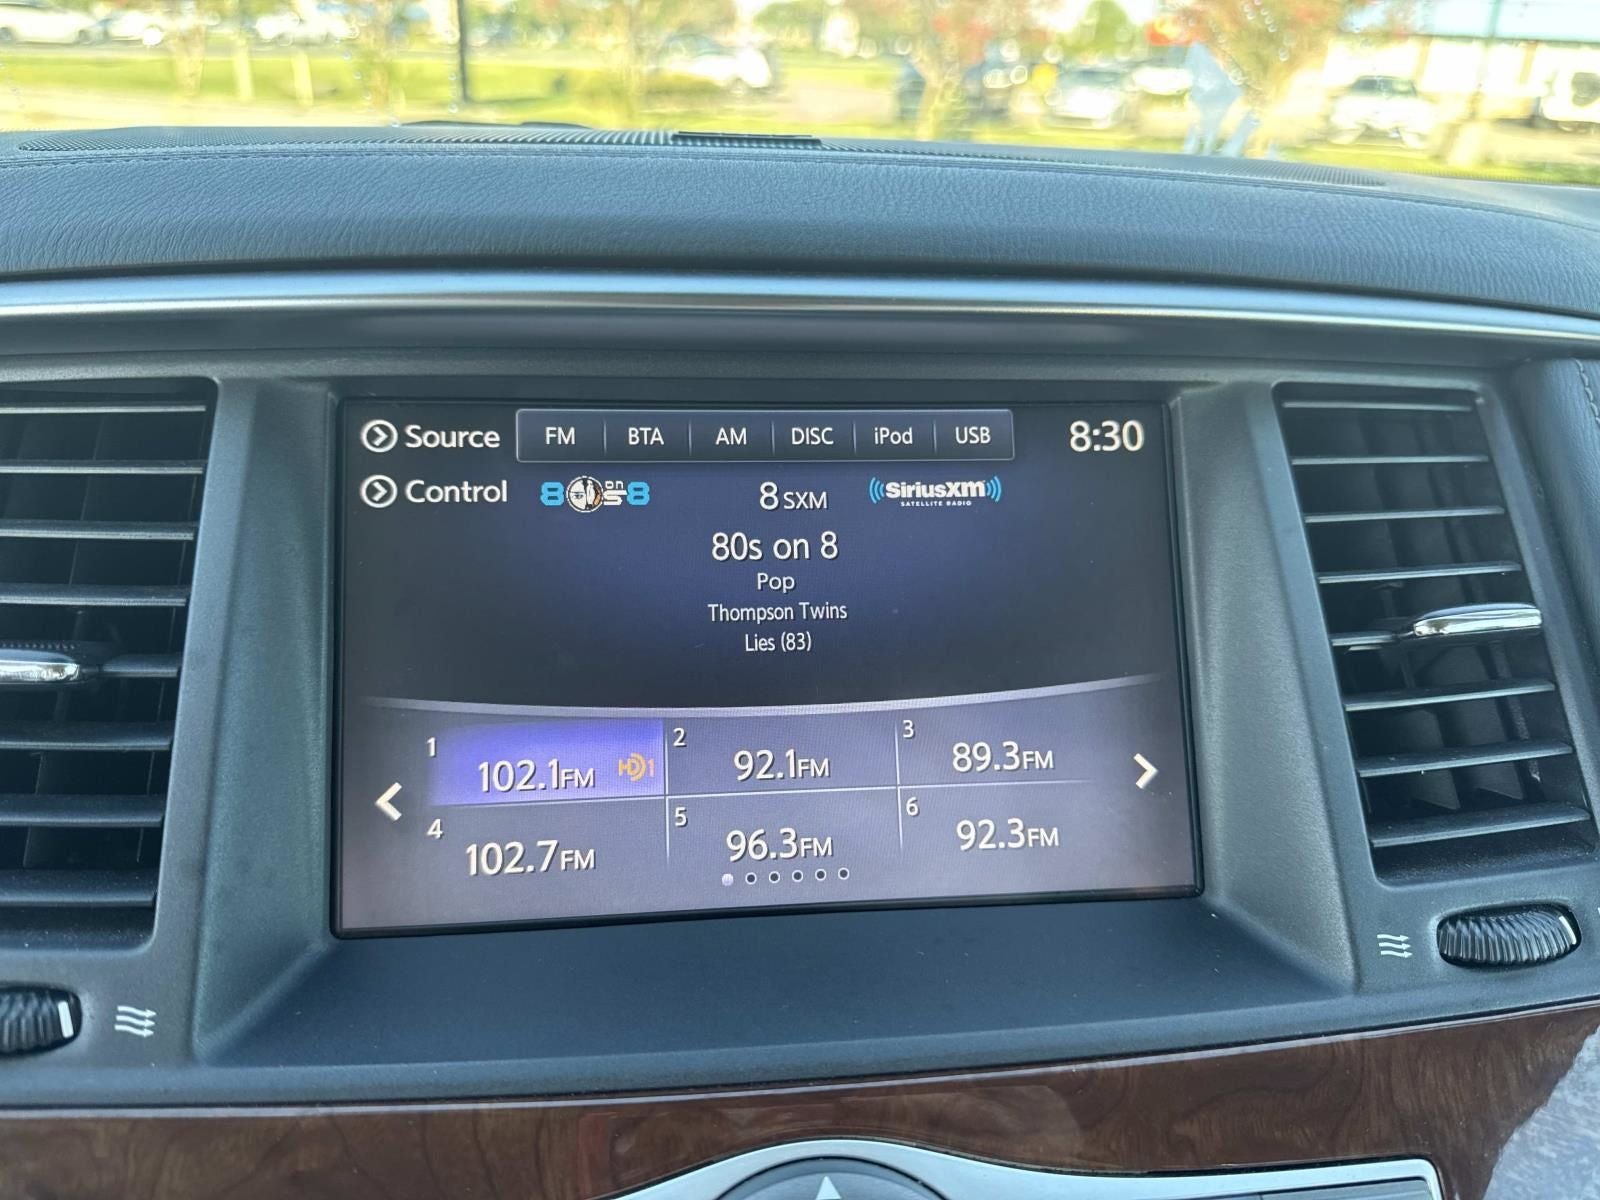 Source FM BTA AM DISC iPod USB 8:30
Control 80s on 8 8 SXM SiriusXM
SATELLITE RADIO
80s on 8
Pop
Thompson Twins
Lies (83)
1 102.1FM HD1 2 92.1FM 3 89.3FM
4 102.7FM 5 96.3FM 6 92.3FM